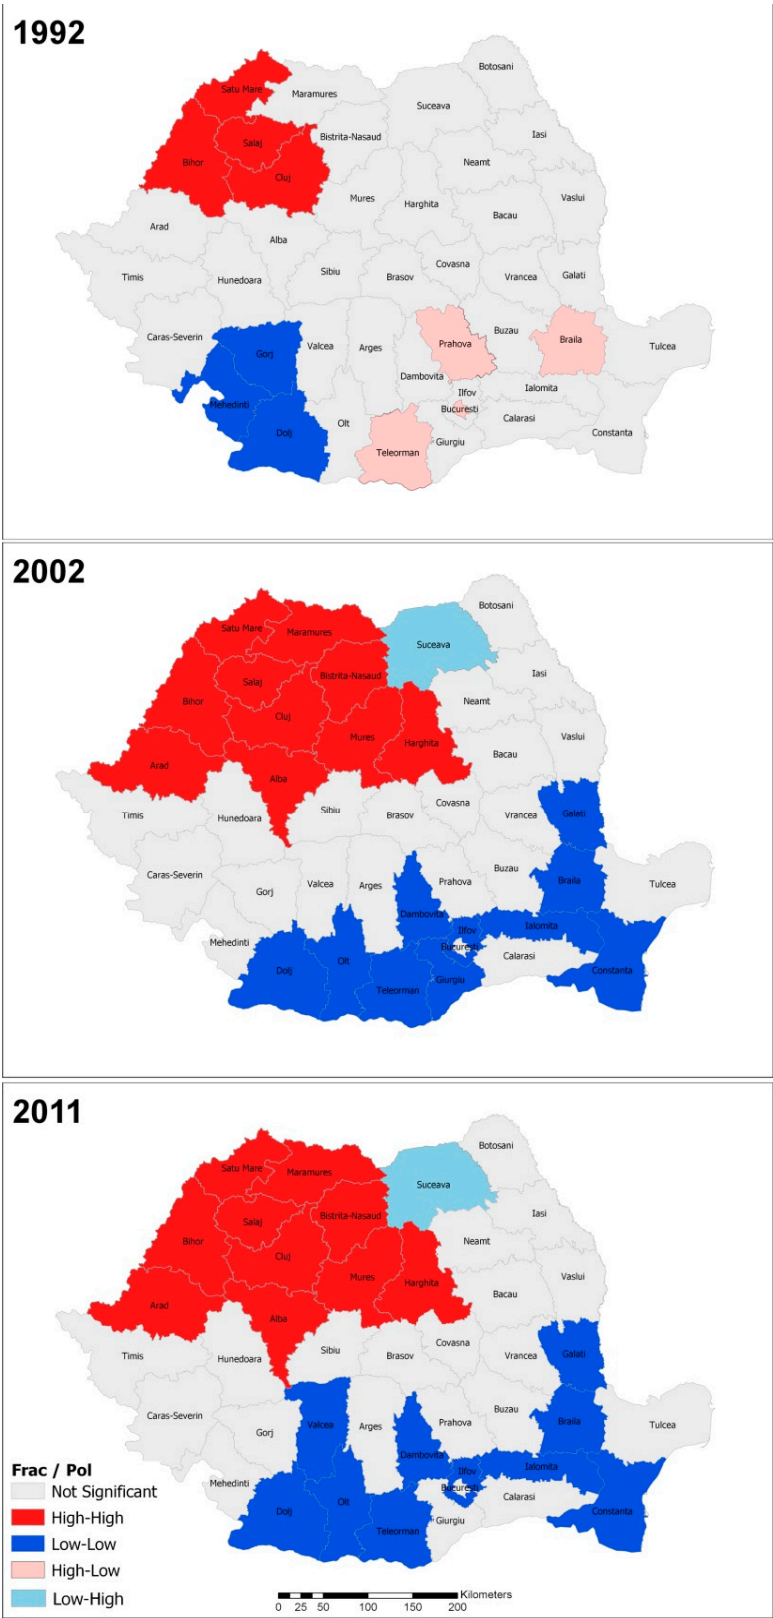 1992
Botosani
Satu Mare
Maramures
Suceava
Iasi
Bistrita-Nasaud
Salaj
Bihor
Cluj
Neamt
Mures
Harghita
Vaslui
Bacau
Arad
Alba
Timis
Hunedoara
Sibiu
Brasov
Covasna
Vrancea
Galati
Caras-Severin
Gorj
Valcea
Arges
Prahova
Buzau
Braila
Tulcea
Dambovita
Ilfov
Ialomita
Mehedinti
Bucuresti
Calarasi
Olt
Dolj
Teleorman
Giurgiu
Constanta
2002
Botosani
Satu Mare
Maramures
Suceava
Iasi
Bistrita-Nasaud
Salaj
Bihor
Cluj
Neamt
Mures
Harghita
Vaslui
Bacau
Arad
Alba
Timis
Hunedoara
Sibiu
Brasov
Covasna
Vrancea
Galati
Caras-Severin
Gorj
Valcea
Arges
Prahova
Buzau
Braila
Tulcea
Dambovita
Ilfov
Ialomita
Mehedinti
Bucuresti
Calarasi
Olt
Dolj
Teleorman
Giurgiu
Constanta
2011
Botosani
Satu Mare
Maramures
Suceava
Iasi
Bistrita-Nasaud
Salaj
Bihor
Cluj
Neamt
Mures
Harghita
Vaslui
Bacau
Arad
Alba
Timis
Hunedoara
Sibiu
Brasov
Covasna
Vrancea
Galati
Caras-Severin
Gorj
Valcea
Arges
Prahova
Buzau
Braila
Tulcea
Dambovita
Ilfov
Ialomita
Mehedinti
Bucuresti
Calarasi
Olt
Dolj
Teleorman
Giurgiu
Constanta
Frac / Pol
Not Significant
High-High
Low-Low
High-Low
Low-High
Kilometers
0 25 50 100 150 200